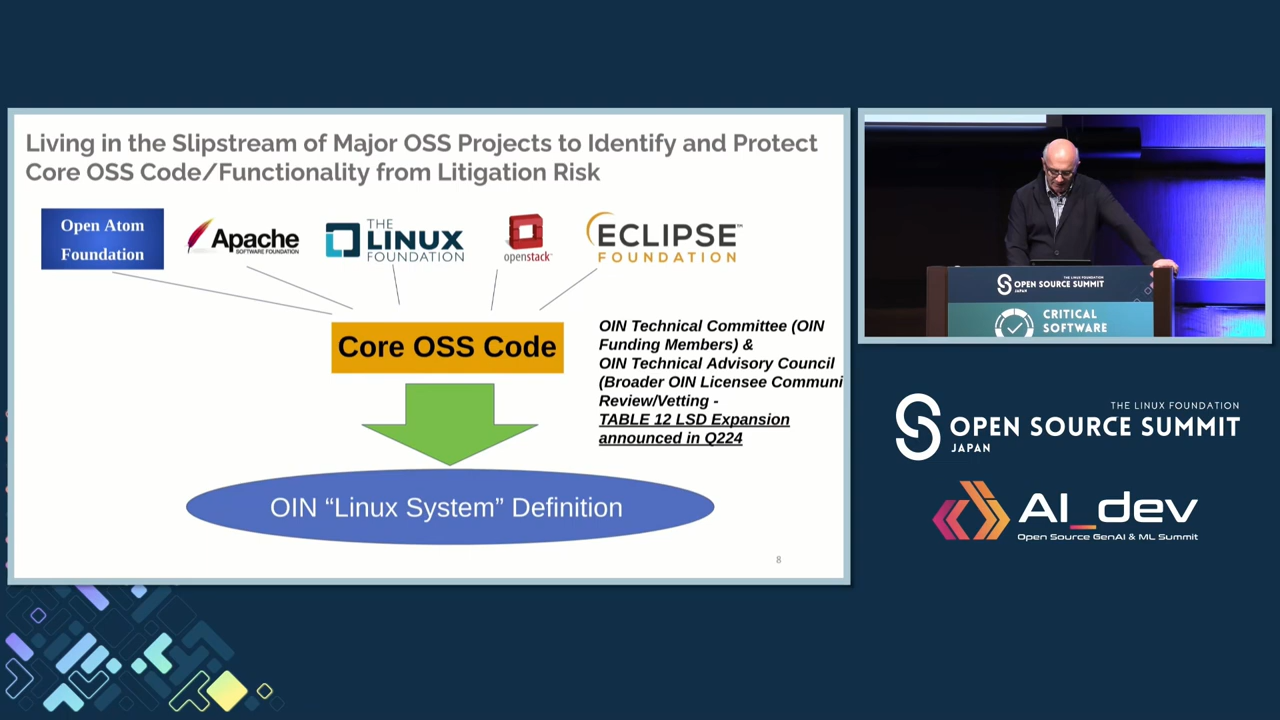 Living in the Slipstream of Major OSS Projects to Identify and Protect
Core OSS Code/Functionality from Litigation Risk
Open Atom
Foundation
Apache
SOFTWARE FOUNDATION
THE
LINUX
FOUNDATION
openstack
ECLIPSE™
FOUNDATION
Core OSS Code
OIN Technical Committee (OIN
Funding Members) &
OIN Technical Advisory Council
(Broader OIN Licensee Communi
Review/Vetting -
TABLE 12 LSD Expansion
announced in Q224
OIN “Linux System” Definition
8
THE LINUX FOUNDATION
OPEN SOURCE SUMMIT
JAPAN
CRITICAL
SOFTWARE
THE LINUX FOUNDATION
OPEN SOURCE SUMMIT
JAPAN
AI_dev
Open Source GenAI & ML Summit